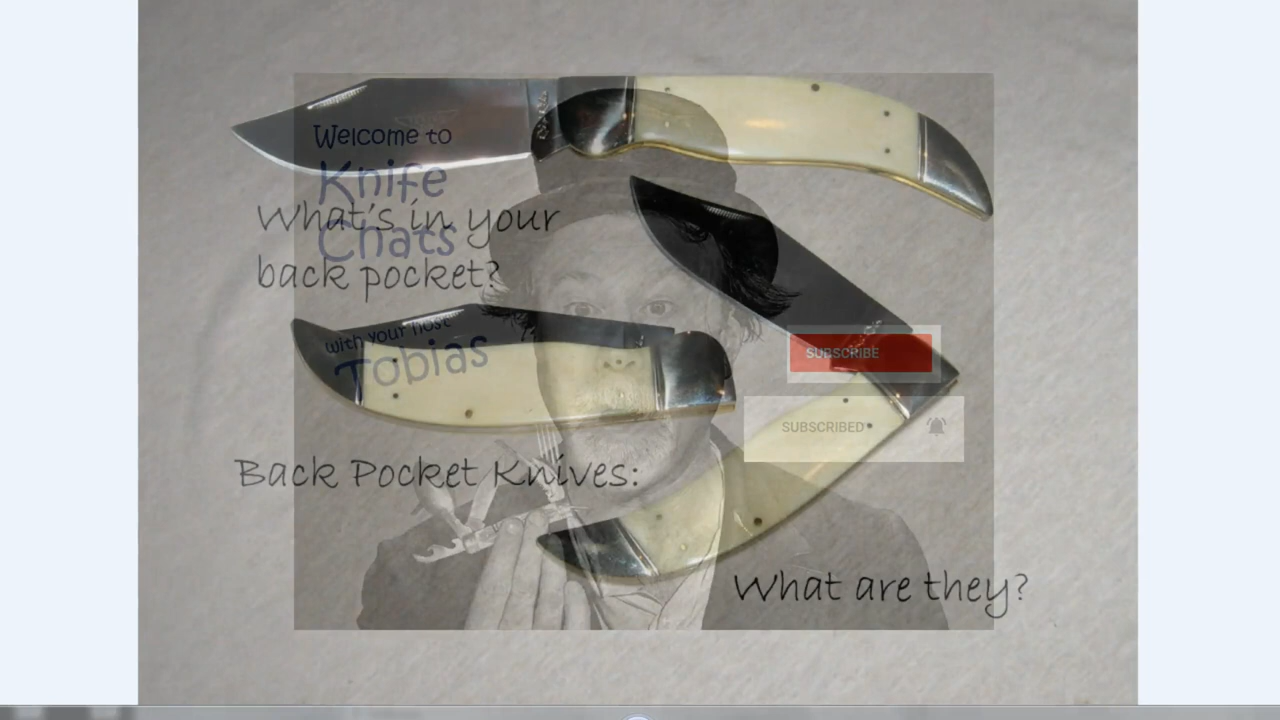 Welcome to
Knife
Chats
with your host
Tobias
What's in your
back pocket?
SUBSCRIBE
SUBSCRIBED
Back Pocket Knives:
What are they?